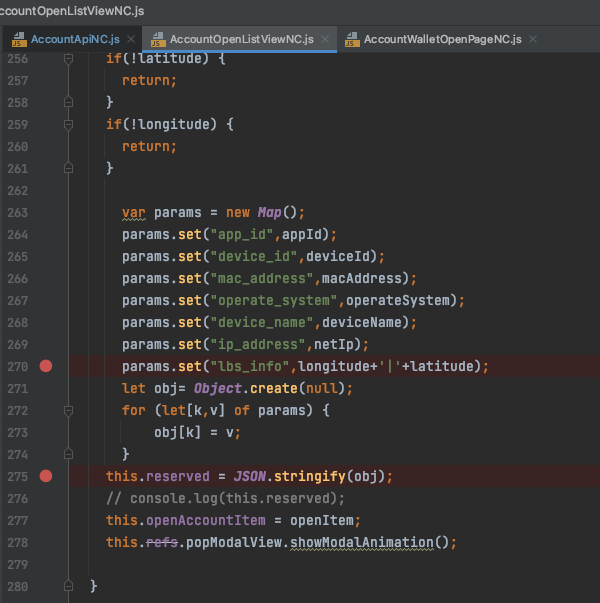 ccountOpenListViewNC.js
AccountApiNC.js × AccountOpenListViewNC.js × AccountWalletOpenPageNC.js ×
256 if(!latitude) {
257 return;
258 }
259 if(!longitude) {
260 return;
261 }
262
263 var params = new Map();
264 params.set("app_id",appId);
265 params.set("device_id",deviceId);
266 params.set("mac_address",macAddress);
267 params.set("operate_system",operateSystem);
268 params.set("device_name",deviceName);
269 params.set("ip_address",netIp);
270 params.set("lbs_info",longitude+'|'+latitude);
271 let obj= Object.create(null);
272 for (let[k,v] of params) {
273 obj[k] = v;
274 }
275 this.reserved = JSON.stringify(obj);
276 // console.log(this.reserved);
277 this.openAccountItem = openItem;
278 this.refs.popModalView.showModalAnimation();
279
280 }